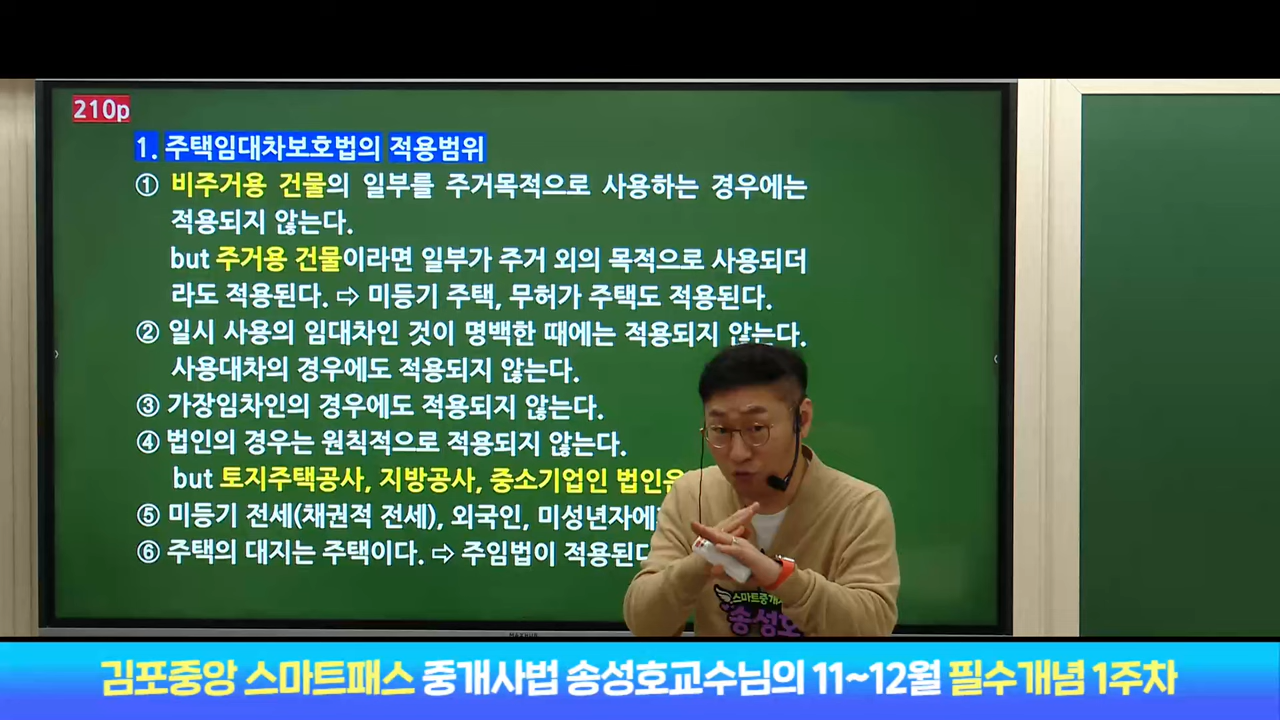 210p
1. 주택임대차보호법의 적용범위
① 비주거용 건물의 일부를 주거목적으로 사용하는 경우에는
적용되지 않는다.
but 주거용 건물이라면 일부가 주거 외의 목적으로 사용되더
라도 적용된다. ⇨ 미등기 주택, 무허가 주택도 적용된다.
② 일시 사용의 임대차인 것이 명백한 때에는 적용되지 않는다.
사용대차의 경우에도 적용되지 않는다.
③ 가장임차인의 경우에도 적용되지 않는다.
④ 법인의 경우는 원칙적으로 적용되지 않는다.
but 토지주택공사, 지방공사, 중소기업인 법인은
⑤ 미등기 전세(채권적 전세), 외국인, 미성년자에
⑥ 주택의 대지는 주택이다. ⇨ 주임법이 적용된다
스마트중개사
송성호
김포중앙 스마트패스 중개사법 송성호교수님의 11~12월 필수개념 1주차